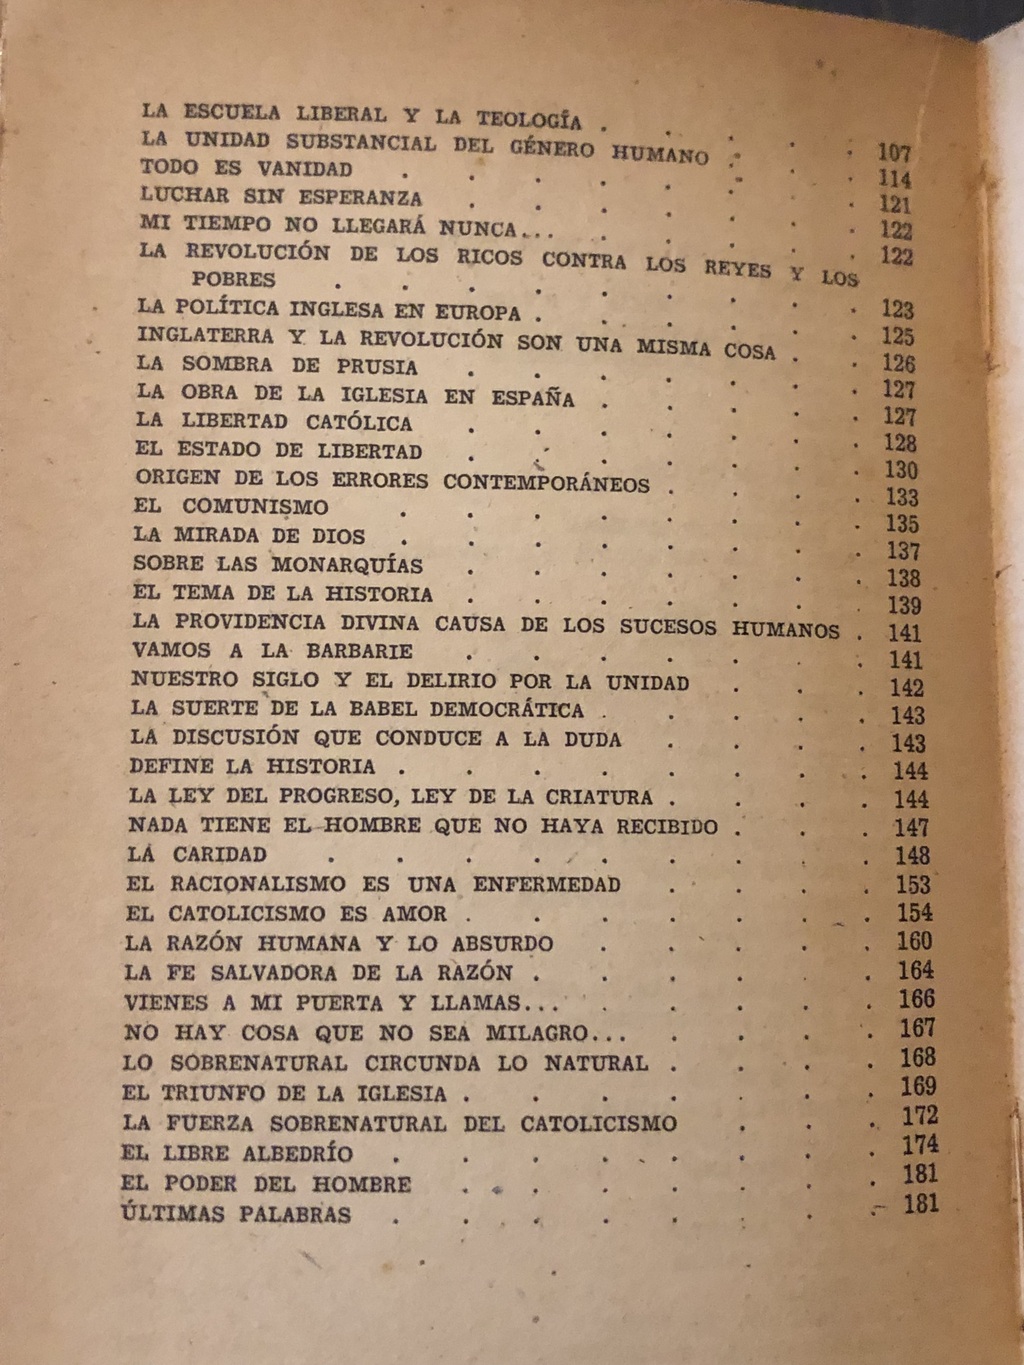 LA ESCUELA LIBERAL Y LA TEOLOGÍA . . . . . 107
LA UNIDAD SUBSTANCIAL DEL GÉNERO HUMANO . . . 114
TODO ES VANIDAD . . . . . . . 121
LUCHAR SIN ESPERANZA . . . . . . 122
MI TIEMPO NO LLEGARÁ NUNCA... . . . . . 122
LA REVOLUCIÓN DE LOS RICOS CONTRA LOS REYES Y LOS
POBRES . . . . . . . . 123
LA POLÍTICA INGLESA EN EUROPA . . . . . . 125
INGLATERRA Y LA REVOLUCIÓN SON UNA MISMA COSA . . 126
LA SOMBRA DE PRUSIA . . . . . . 127
LA OBRA DE LA IGLESIA EN ESPAÑA . . . . . 127
LA LIBERTAD CATÓLICA . . . . . . . 128
EL ESTADO DE LIBERTAD . . . . . . . 130
ORIGEN DE LOS ERRORES CONTEMPORÁNEOS . . . . 133
EL COMUNISMO . . . . . . . . 135
LA MIRADA DE DIOS . . . . . . . . 137
SOBRE LAS MONARQUÍAS . . . . . . . 138
EL TEMA DE LA HISTORIA . . . . . . . 139
LA PROVIDENCIA DIVINA CAUSA DE LOS SUCESOS HUMANOS . 141
VAMOS A LA BARBARIE . . . . . . . 141
NUESTRO SIGLO Y EL DELIRIO POR LA UNIDAD . . . 142
LA SUERTE DE LA BABEL DEMOCRÁTICA . . . . . 143
LA DISCUSIÓN QUE CONDUCE A LA DUDA . . . . 143
DEFINE LA HISTORIA . . . . . . . . 144
LA LEY DEL PROGRESO, LEY DE LA CRIATURA . . . . 144
NADA TIENE EL HOMBRE QUE NO HAYA RECIBIDO . . . 147
LA CARIDAD . . . . . . . . . 148
EL RACIONALISMO ES UNA ENFERMEDAD . . . . 153
EL CATOLICISMO ES AMOR . . . . . . . 154
LA RAZÓN HUMANA Y LO ABSURDO . . . . . 160
LA FE SALVADORA DE LA RAZÓN . . . . . . 164
VIENES A MI PUERTA Y LLAMAS... . . . . . 166
NO HAY COSA QUE NO SEA MILAGRO... . . . . 167
LO SOBRENATURAL CIRCUNDA LO NATURAL . . . . 168
EL TRIUNFO DE LA IGLESIA . . . . . . . 169
LA FUERZA SOBRENATURAL DEL CATOLICISMO . . . 172
EL LIBRE ALBEDRÍO . . . . . . . . 174
EL PODER DEL HOMBRE . . . . . . . 181
ÚLTIMAS PALABRAS . . . . . . . . 181